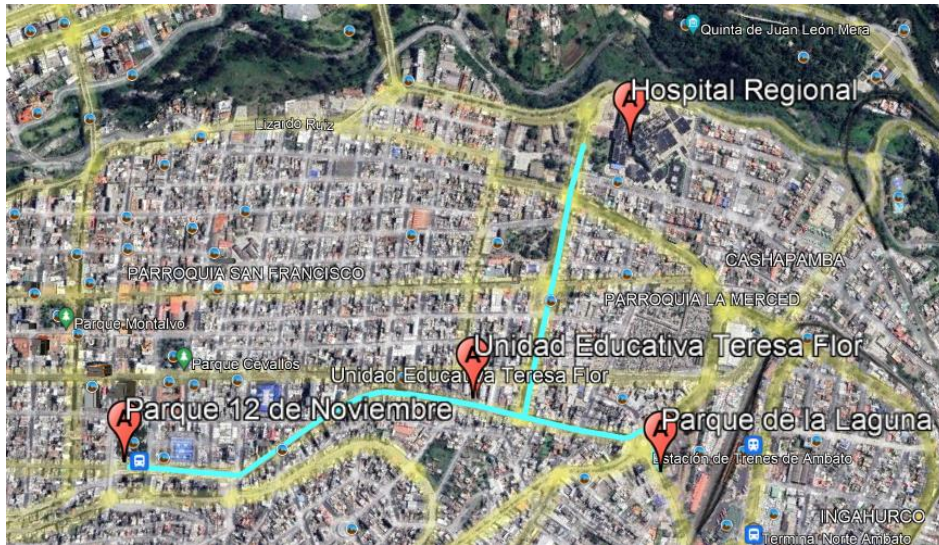 Quinta de Juan León Mera
Hospital Regional
Lizardo Ruiz
CASHAPAMBA
PARROQUIA SAN FRANCISCO
PARROQUIA LA MERCED
Parque Montalvo
Unidad Educativa Teresa Flor
Parque Cevallos
Unidad Educativa Teresa Flor
Parque 12 de Noviembre
Parque de la Laguna
Estación de Trenes de Ambato
INGAHURCO
Terminal Norte Ambato